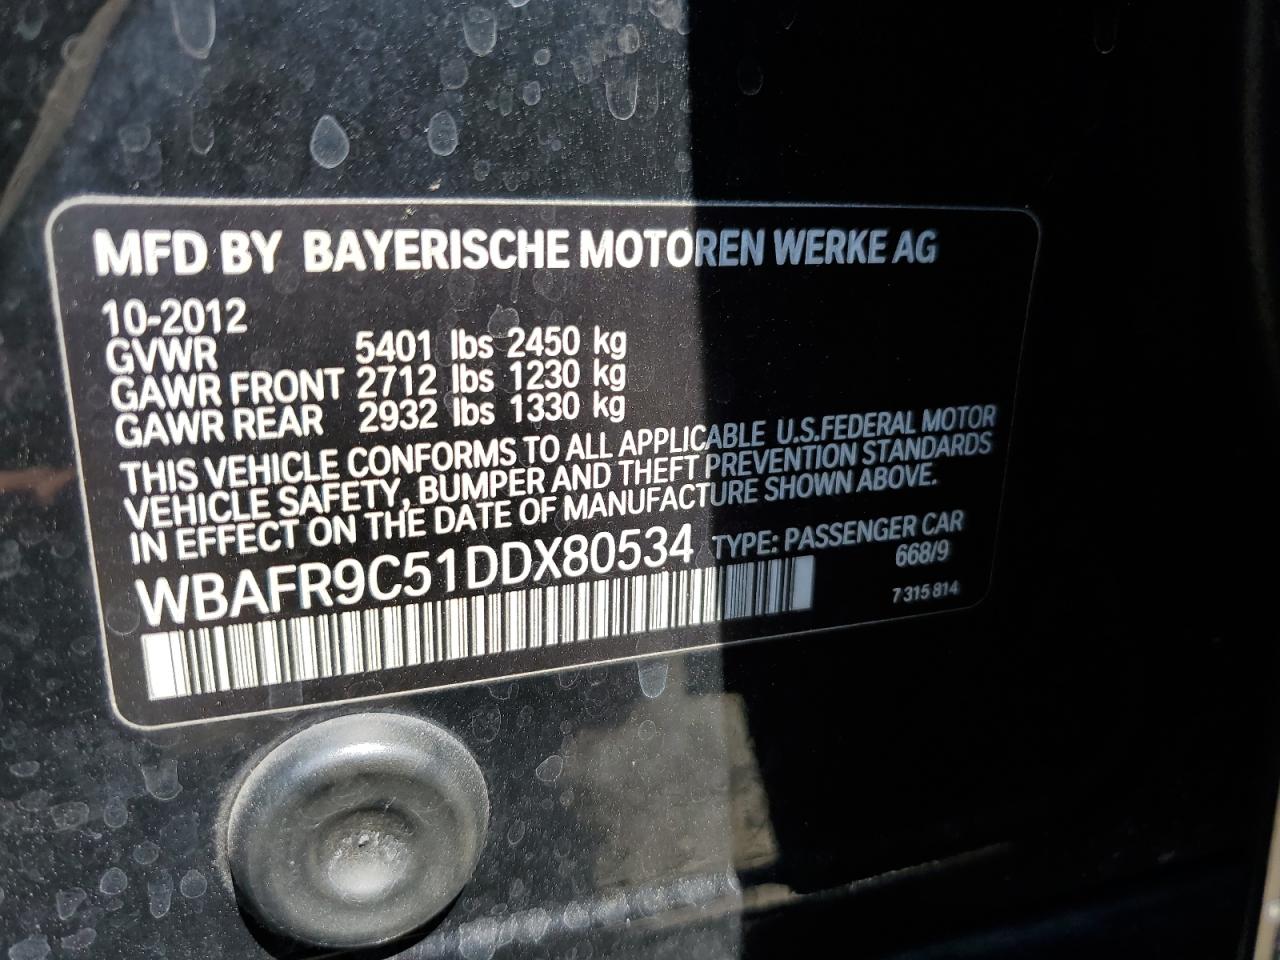 MFD BY BAYERISCHE MOTOREN WERKE AG
10-2012
GVWR 5401 lbs 2450 kg
GAWR FRONT 2712 lbs 1230 kg
GAWR REAR 2932 lbs 1330 kg
THIS VEHICLE CONFORMS TO ALL APPLICABLE U.S.FEDERAL MOTOR
VEHICLE SAFETY, BUMPER AND THEFT PREVENTION STANDARDS
IN EFFECT ON THE DATE OF MANUFACTURE SHOWN ABOVE.
WBAFR9C51DDX80534 TYPE: PASSENGER CAR
668/9
7 315 814